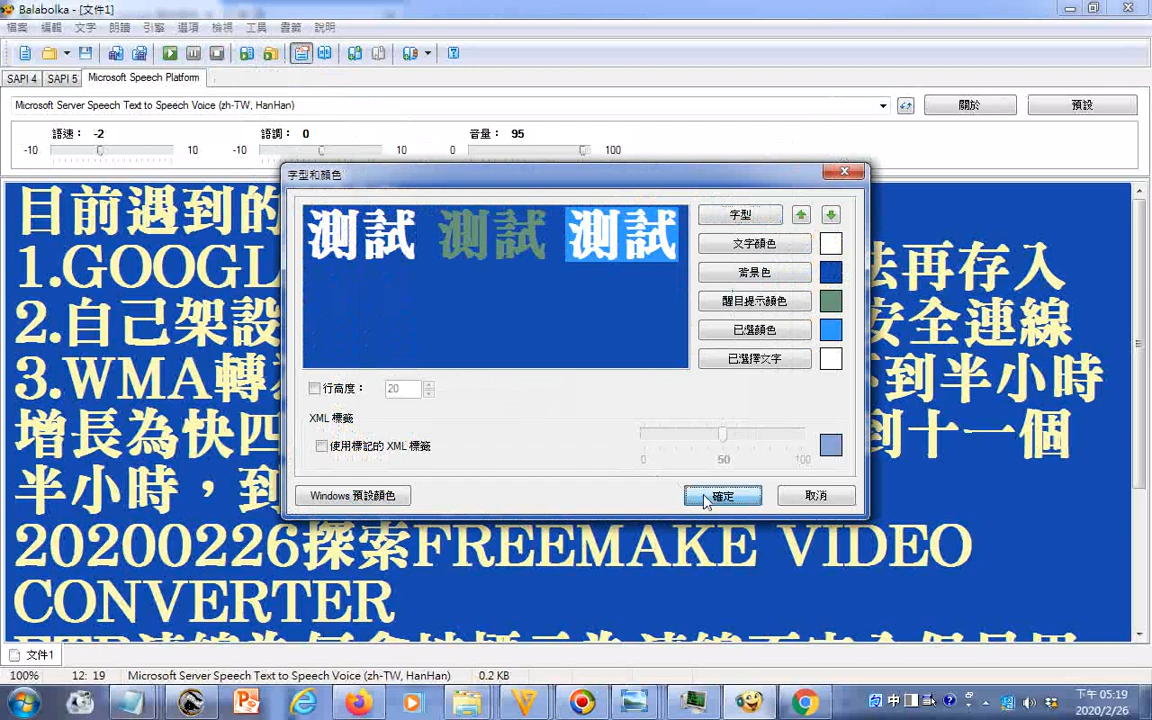 Balabolka - [文件1]
檔案 編輯 文字 朗讀 引擎 選項 檢視 工具 書籤 說明
SAPI 4 SAPI 5 Microsoft Speech Platform
Microsoft Server Speech Text to Speech Voice (zh-TW, HanHan) 關於 預設
語速： -2 語調： 0 音量： 95
-10 10 -10 10 0 100
字型和顏色
目前遇到的
1.GOOGL 法再存入
2.自己架設 安全連線
3.WMA轉 到半小時
增長為快四 到十一個
半小時，到
20200226探索FREEMAKE VIDEO
CONVERTER
測試 測試 測試
字型
文字顏色
背景色
醒目提示顏色
已選顏色
已選擇文字
行高度： 20
XML 標籤
使用標記的 XML 標籤
0 50 100
Windows 預設顏色 確定 取消
文件1
100% 12: 19 Microsoft Server Speech Text to Speech Voice (zh-TW, HanHan) 0.2 KB
中
下午 05:19
2020/2/26